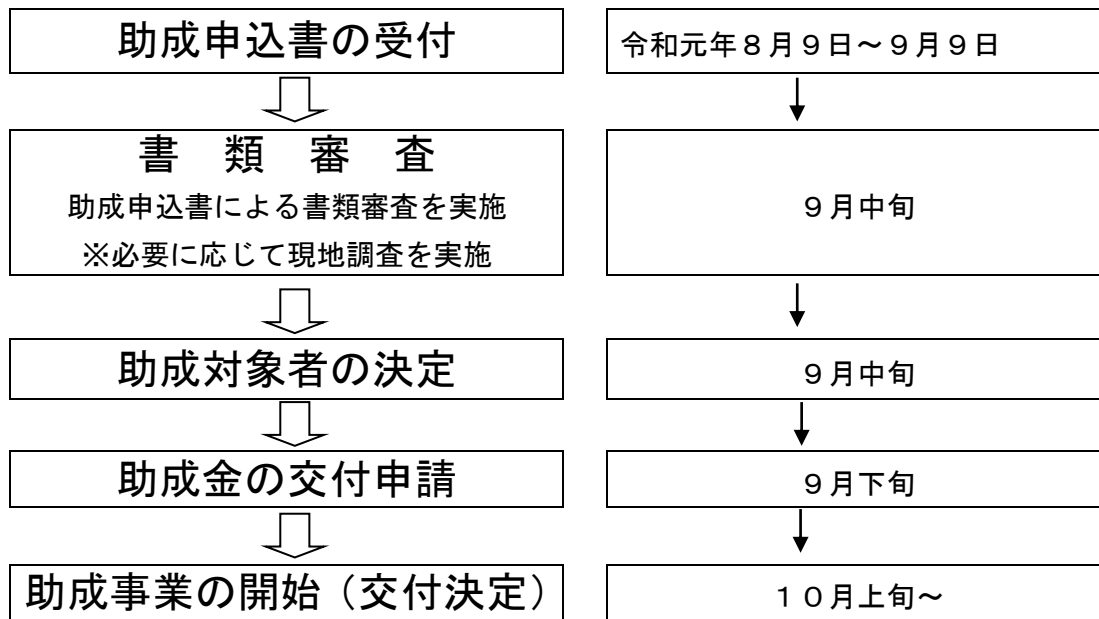 助成申込書の受付
令和元年８月９日～９月９日
書　類　審　査
助成申込書による書類審査を実施
※必要に応じて現地調査を実施
９月中旬
助成対象者の決定
９月中旬
助成金の交付申請
９月下旬
助成事業の開始（交付決定）
１０月上旬～